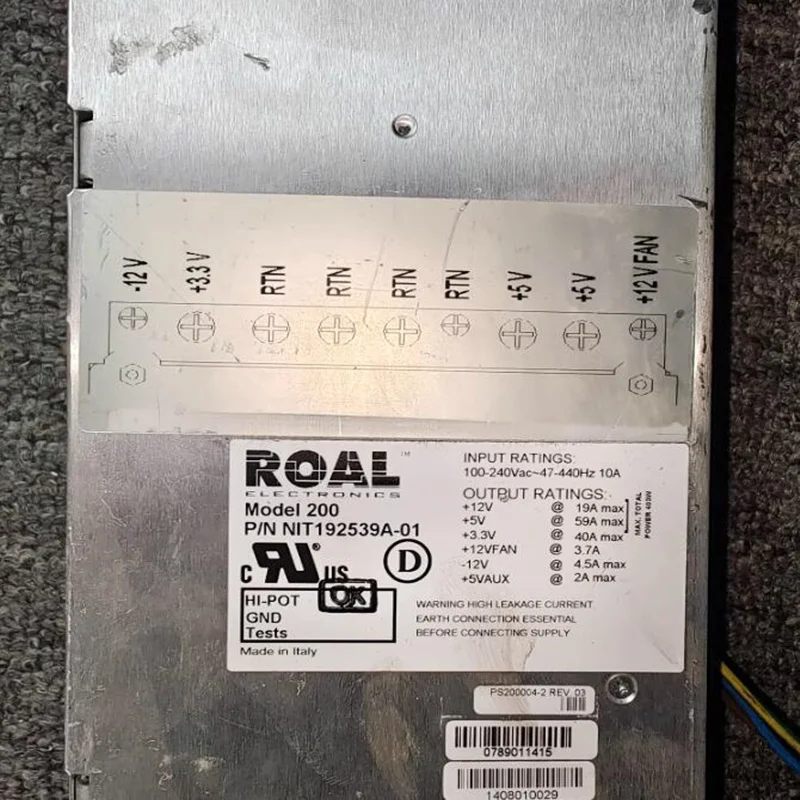 -12 V
+3.3 V
RTN
RTN
RTN
RTN
+5 V
+5 V
+12 V FAN
ROAL™
ELECTRONICS
Model 200
P/N NIT192539A-01
INPUT RATINGS:
100-240Vac~47-440Hz 10A
OUTPUT RATINGS:
+12V @ 19A max
+5V @ 59A max
+3.3V @ 40A max
+12VFAN @ 3.7A
-12V @ 4.5A max
+5VAUX @ 2A max
MAX. TOTAL
POWER 403W
c UR® US
D
OK
HI-POT
GND
Tests
WARNING HIGH LEAKAGE CURRENT
EARTH CONNECTION ESSENTIAL
BEFORE CONNECTING SUPPLY
Made in Italy
PS200004-2 REV 03
0789011415
1408010029